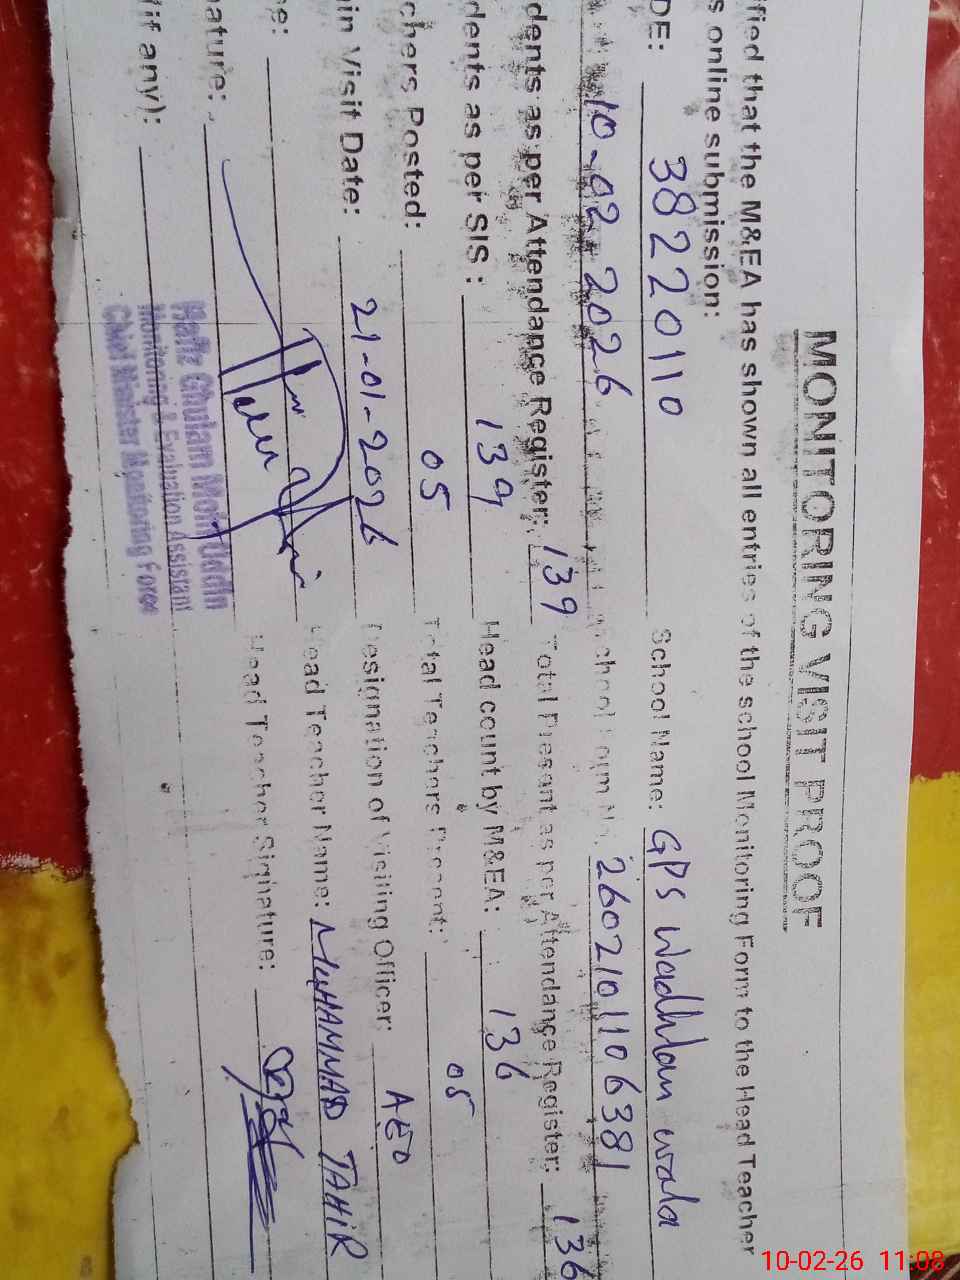 MONITORING VISIT PROOF
ified that the M&EA has shown all entries of the school Monitoring Form to the Head Teacher
s online submission:
DE: 38220110 School Name: GPS Wadhlan wala
10-02-2026 School Form No. 2602101106381
dents as per Attendance Register: 139 Total Present as per Attendance Register: 136
dents as per SIS: 139 Head count by M&EA: 136
chers Posted: 05 Total Teachers Present: 05
in Visit Date: 21-01-2026 Designation of Visiting Officer: AEO
e: Head Teacher Name: MUHAMMAD TAHIR
nature: Head Teacher Signature:
(if any):
Hafiz Ghulam Mohi
Monitoring & Evaluation Assistant
Chief Minister Monitoring Force
10-02-26 11:08